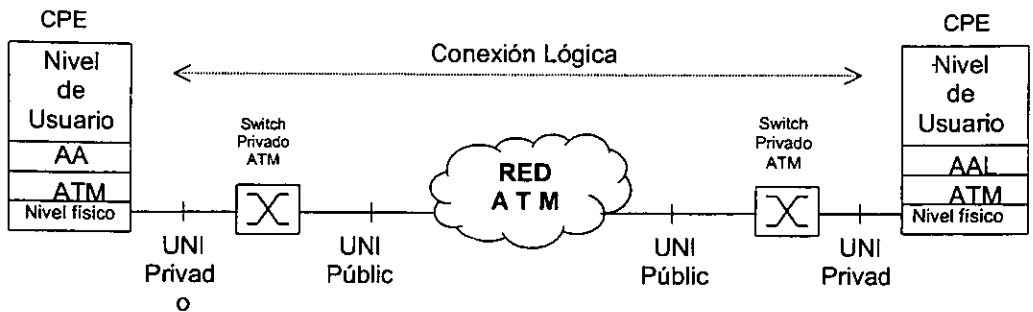 CPE
CPE
Conexión Lógica
Nivel
de
Usuario
AA
ATM
Nivel físico
Switch
Privado
ATM
RED
A T M
Switch
Privado
ATM
Nivel
de
Usuario
AAL
ATM
Nivel físico
UNI
Privad
o
UNI
Públic
UNI
Públic
UNI
Privad